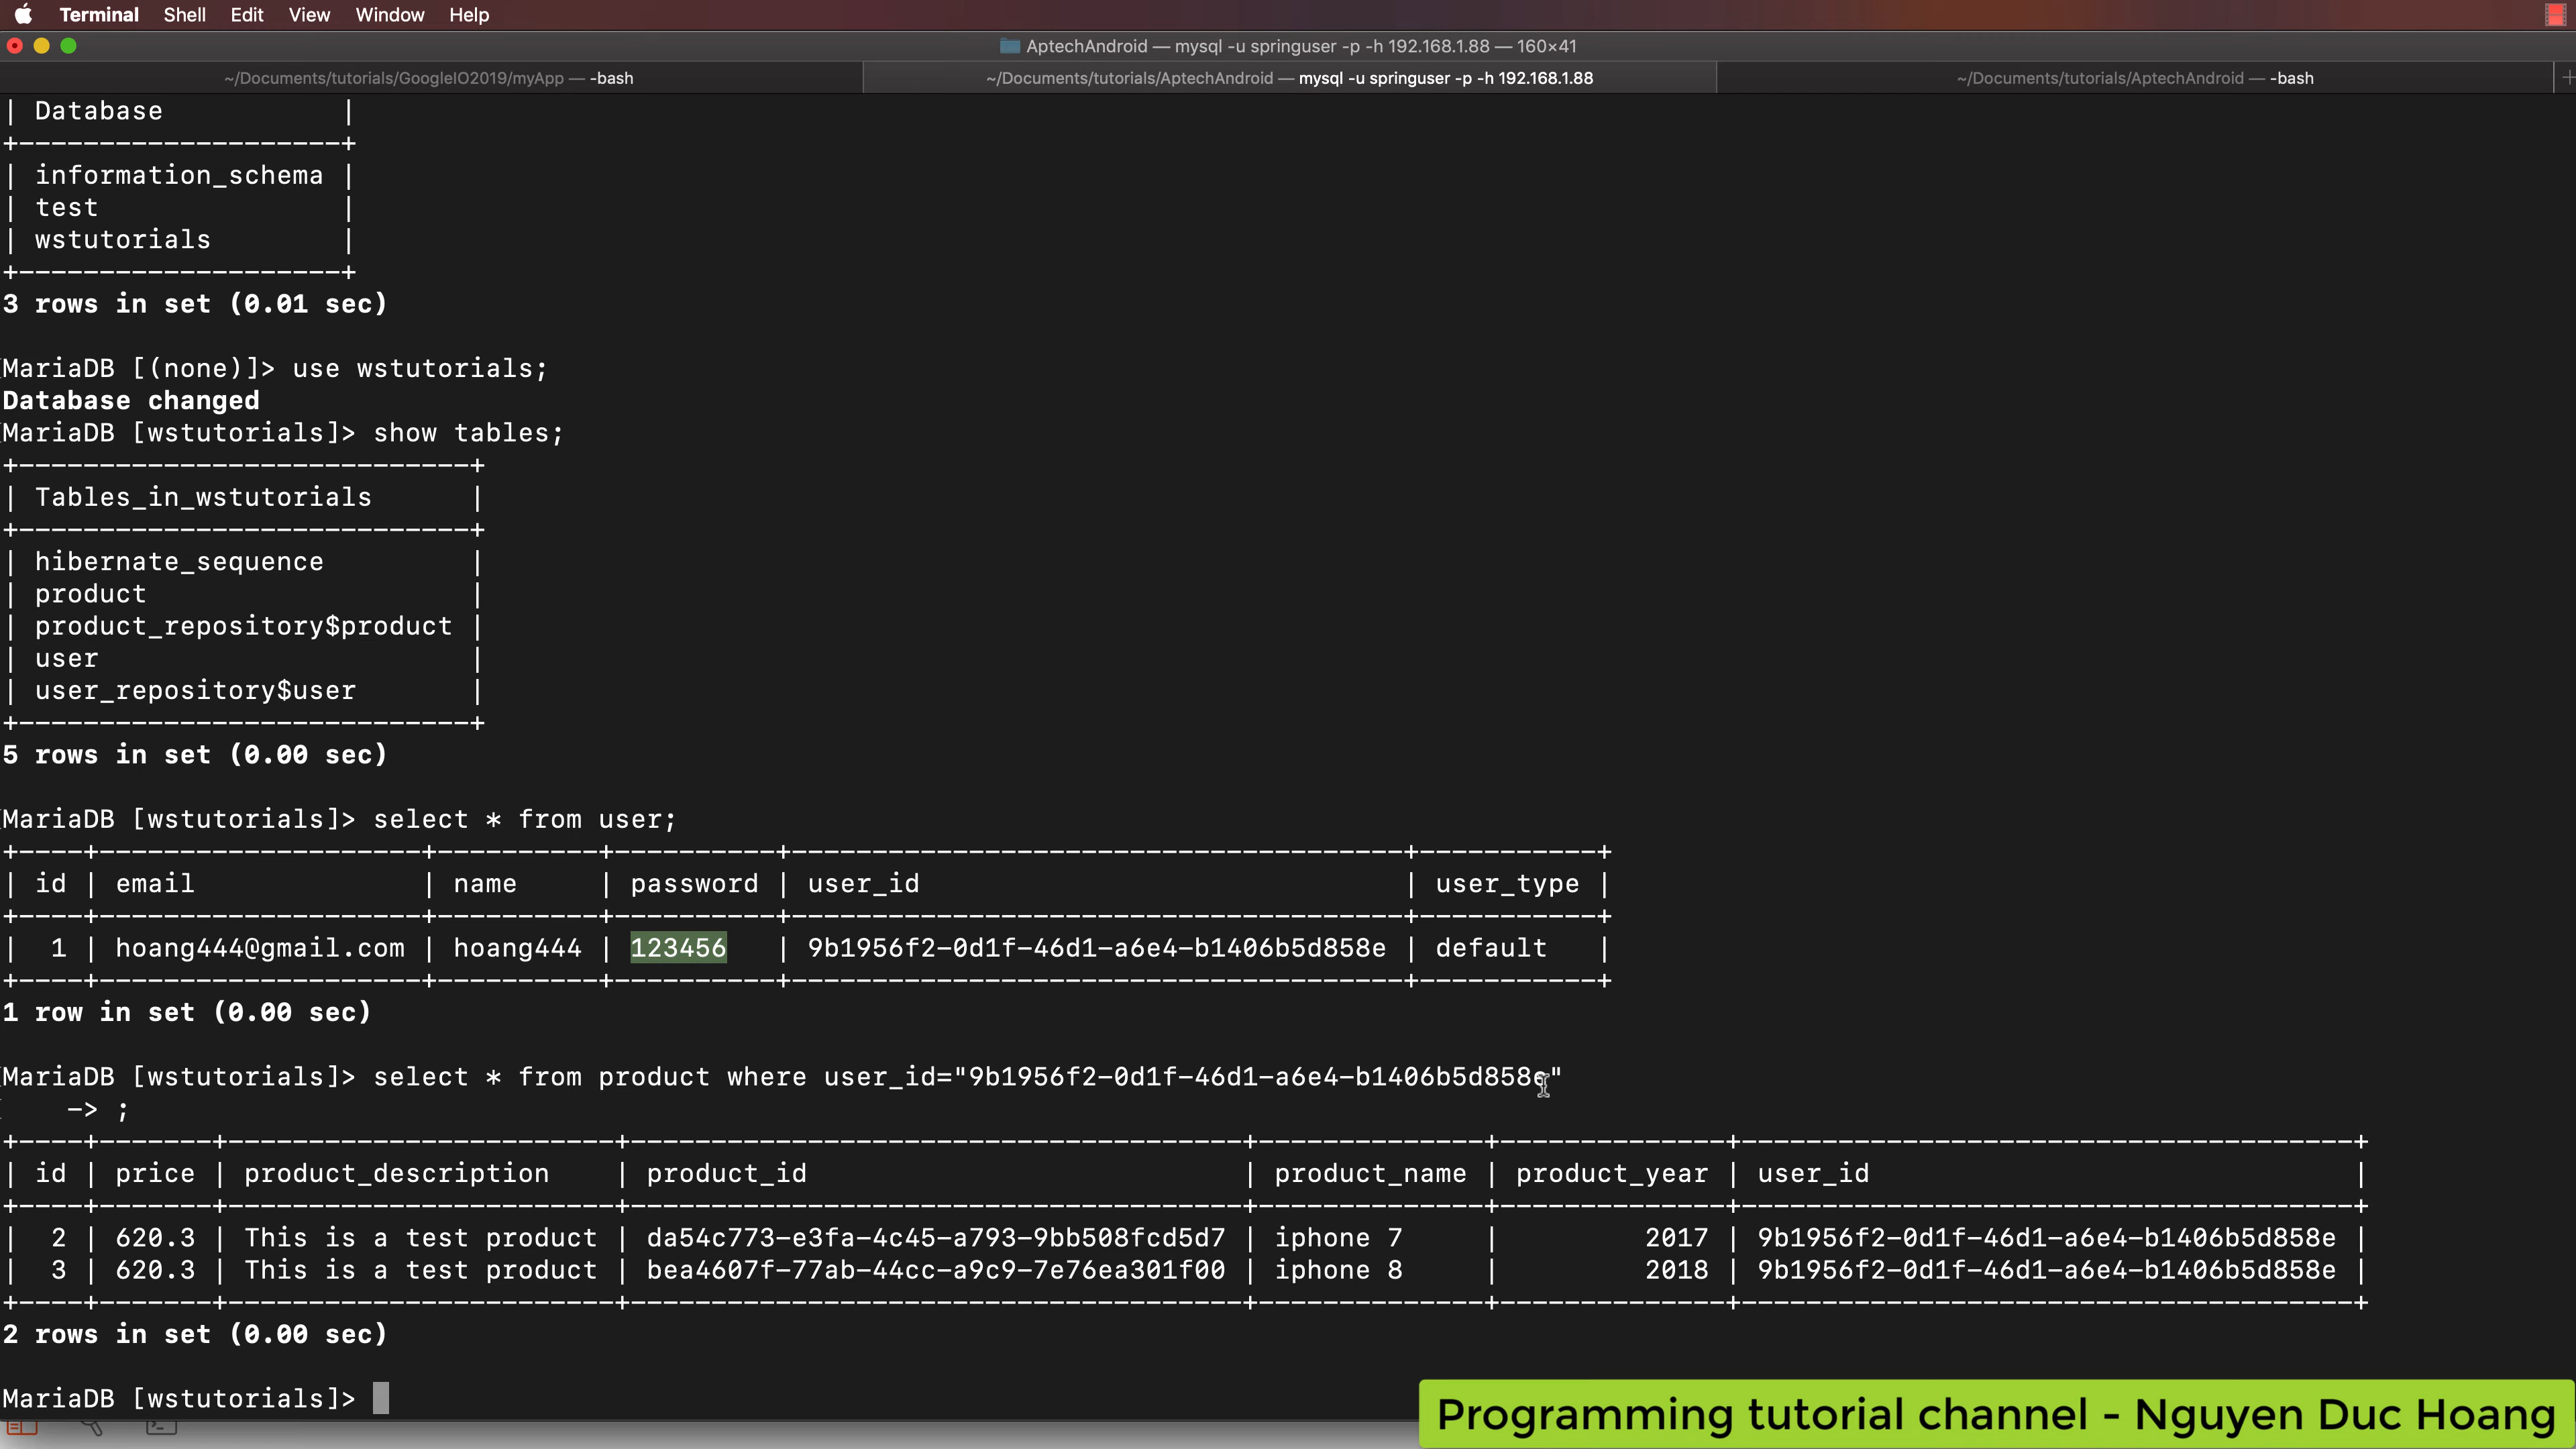 Terminal Shell Edit View Window Help
AptechAndroid — mysql -u springuser -p -h 192.168.1.88 — 160×41
~/Documents/tutorials/GoogleIO2019/myApp — -bash
~/Documents/tutorials/AptechAndroid — mysql -u springuser -p -h 192.168.1.88
~/Documents/tutorials/AptechAndroid — -bash
| Database           |
+--------------------+
| information_schema |
| test               |
| wstutorials        |
+--------------------+
3 rows in set (0.01 sec)
MariaDB [(none)]> use wstutorials;
Database changed
MariaDB [wstutorials]> show tables;
+----------------------------+
| Tables_in_wstutorials      |
+----------------------------+
| hibernate_sequence         |
| product                    |
| product_repository$product |
| user                       |
| user_repository$user       |
+----------------------------+
5 rows in set (0.00 sec)
MariaDB [wstutorials]> select * from user;
+----+--------------------+----------+----------+--------------------------------------+-----------+
| id | email              | name     | password | user_id                              | user_type |
+----+--------------------+----------+----------+--------------------------------------+-----------+
|  1 | hoang444@gmail.com | hoang444 | 123456   | 9b1956f2-0d1f-46d1-a6e4-b1406b5d858e | default   |
+----+--------------------+----------+----------+--------------------------------------+-----------+
1 row in set (0.00 sec)
MariaDB [wstutorials]> select * from product where user_id="9b1956f2-0d1f-46d1-a6e4-b1406b5d858e"
    -> ;
+----+-------+------------------------+--------------------------------------+--------------+--------------+--------------------------------------+
| id | price | product_description    | product_id                           | product_name | product_year | user_id                              |
+----+-------+------------------------+--------------------------------------+--------------+--------------+--------------------------------------+
|  2 | 620.3 | This is a test product | da54c773-e3fa-4c45-a793-9bb508fcd5d7 | iphone 7     |         2017 | 9b1956f2-0d1f-46d1-a6e4-b1406b5d858e |
|  3 | 620.3 | This is a test product | bea4607f-77ab-44cc-a9c9-7e76ea301f00 | iphone 8     |         2018 | 9b1956f2-0d1f-46d1-a6e4-b1406b5d858e |
+----+-------+------------------------+--------------------------------------+--------------+--------------+--------------------------------------+
2 rows in set (0.00 sec)
MariaDB [wstutorials]>
Programming tutorial channel - Nguyen Duc Hoang